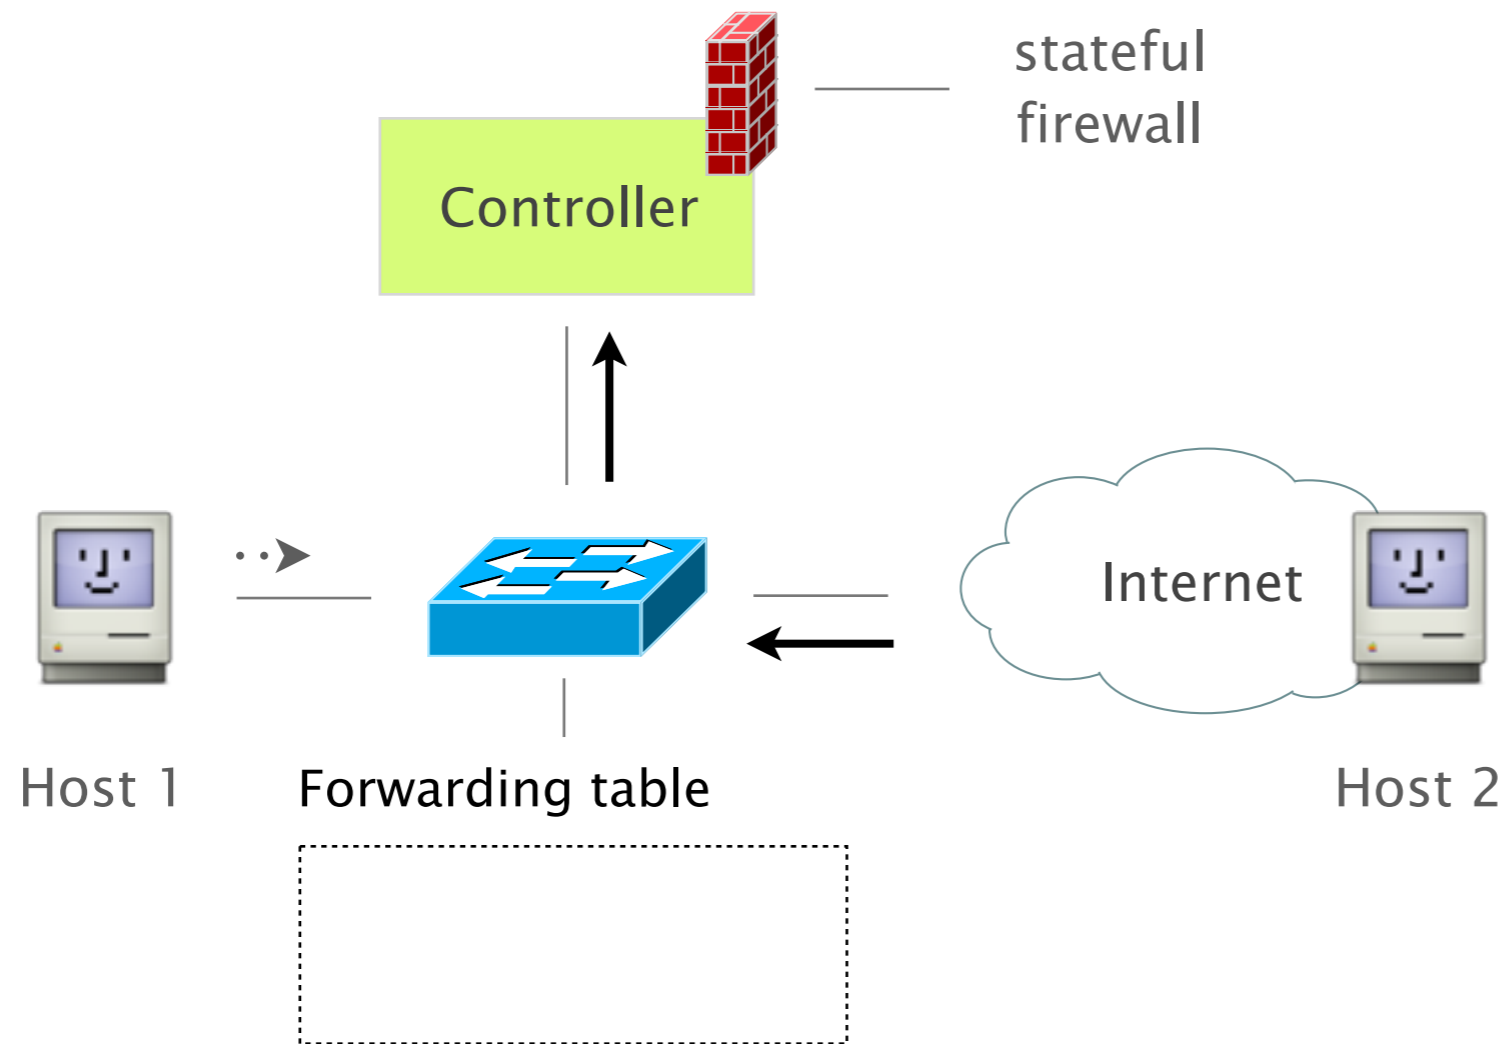 stateful
firewall
Controller
Internet
Host 1
Forwarding table
Host 2